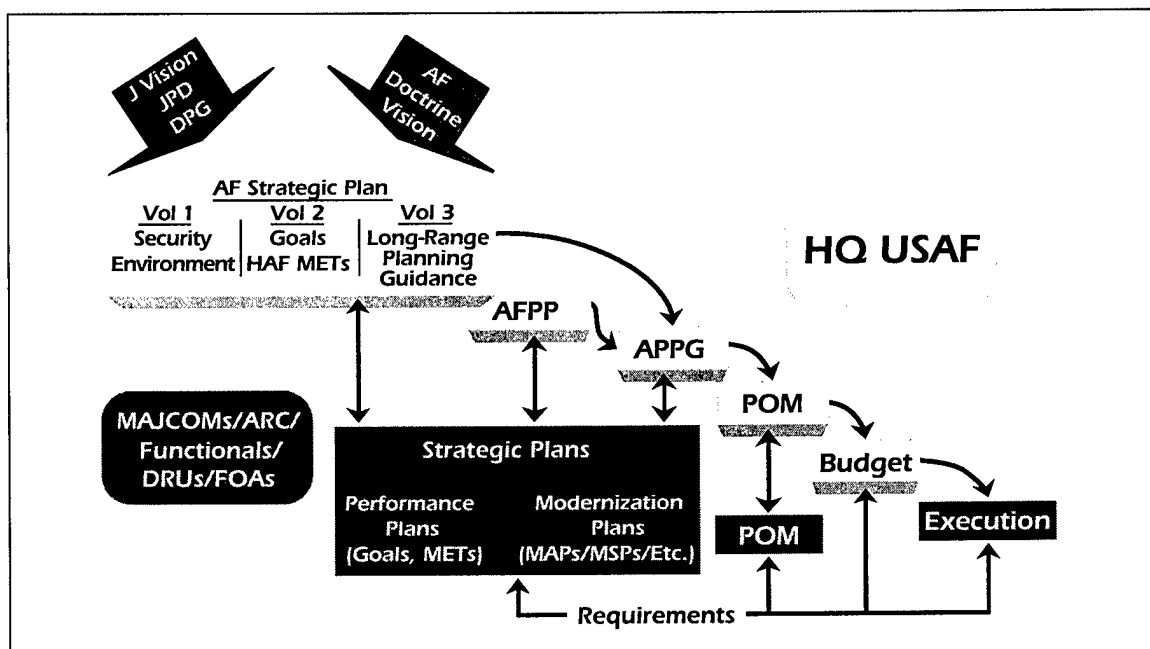 J Vision
JPD
DPG
AF
Doctrine
Vision
AF Strategic Plan
Vol 1
Security
Environment
Vol 2
Goals
HAF METs
Vol 3
Long-Range
Planning
Guidance
HQ USAF
AFPP
APPG
POM
Budget
Execution
MAJCOMs/ARC/
Functionals/
DRUs/FOAs
Strategic Plans
Performance
Plans
(Goals, METs)
Modernization
Plans
(MAPs/MSPs/Etc.)
POM
Requirements